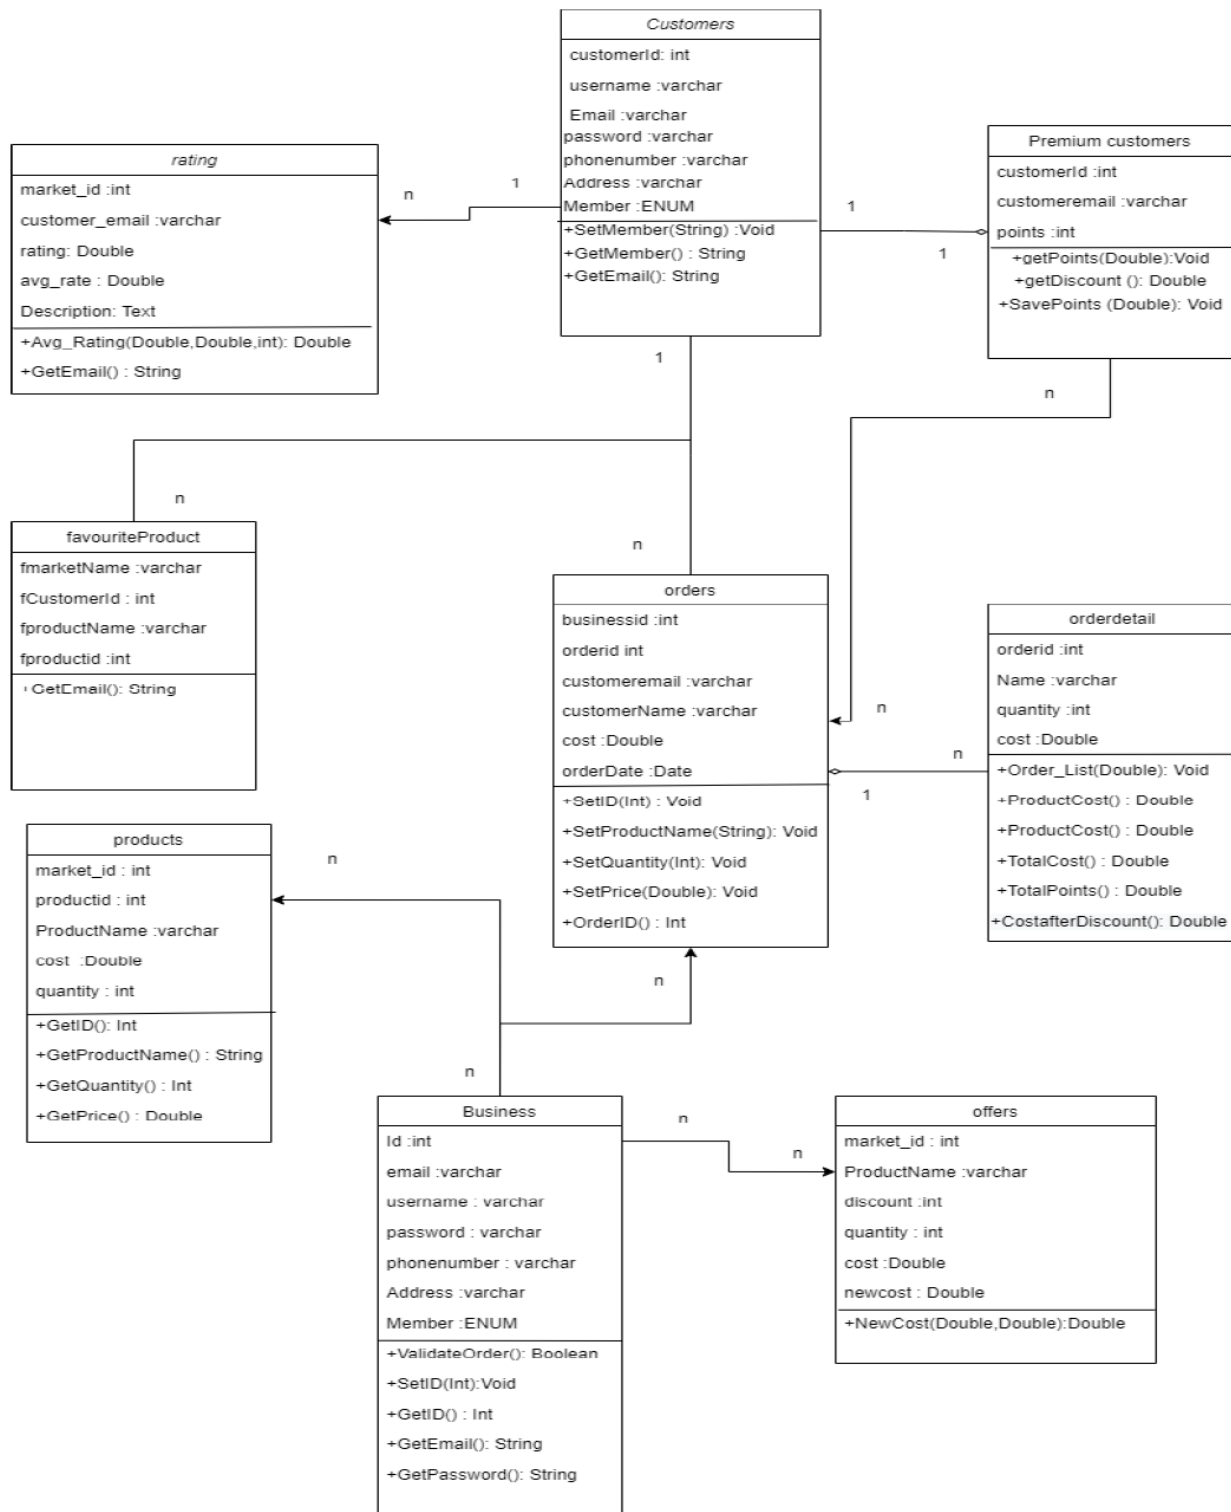 Customers
customerId: int
username :varchar
Email :varchar
password :varchar
phonenumber :varchar
Address :varchar
Member :ENUM
+SetMember(String) :Void
+GetMember() : String
+GetEmail(): String
rating
market_id :int
customer_email :varchar
rating: Double
avg_rate : Double
Description: Text
+Avg_Rating(Double,Double,int): Double
+GetEmail() : String
n
1
Premium customers
customerId :int
customeremail :varchar
points :int
+getPoints(Double):Void
+getDiscount (): Double
+SavePoints (Double): Void
1
1
1
n
n
n
favouriteProduct
fmarketName :varchar
fCustomerId : int
fproductName :varchar
fproductid :int
+GetEmail(): String
orders
businessid :int
orderid int
customeremail :varchar
customerName :varchar
cost :Double
orderDate :Date
+SetID(Int) : Void
+SetProductName(String): Void
+SetQuantity(Int): Void
+SetPrice(Double): Void
+OrderID() : Int
n
n
1
orderdetail
orderid :int
Name :varchar
quantity :int
cost :Double
+Order_List(Double): Void
+ProductCost() : Double
+ProductCost() : Double
+TotalCost() : Double
+TotalPoints() : Double
+CostafterDiscount(): Double
products
market_id : int
productid : int
ProductName :varchar
cost :Double
quantity : int
+GetID(): Int
+GetProductName() : String
+GetQuantity() : Int
+GetPrice() : Double
n
n
n
Business
Id :int
email :varchar
username : varchar
password : varchar
phonenumber : varchar
Address :varchar
Member :ENUM
+ValidateOrder(): Boolean
+SetID(Int):Void
+GetID() : Int
+GetEmail(): String
+GetPassword(): String
n
n
offers
market_id : int
ProductName :varchar
discount :int
quantity : int
cost :Double
newcost : Double
+NewCost(Double,Double):Double